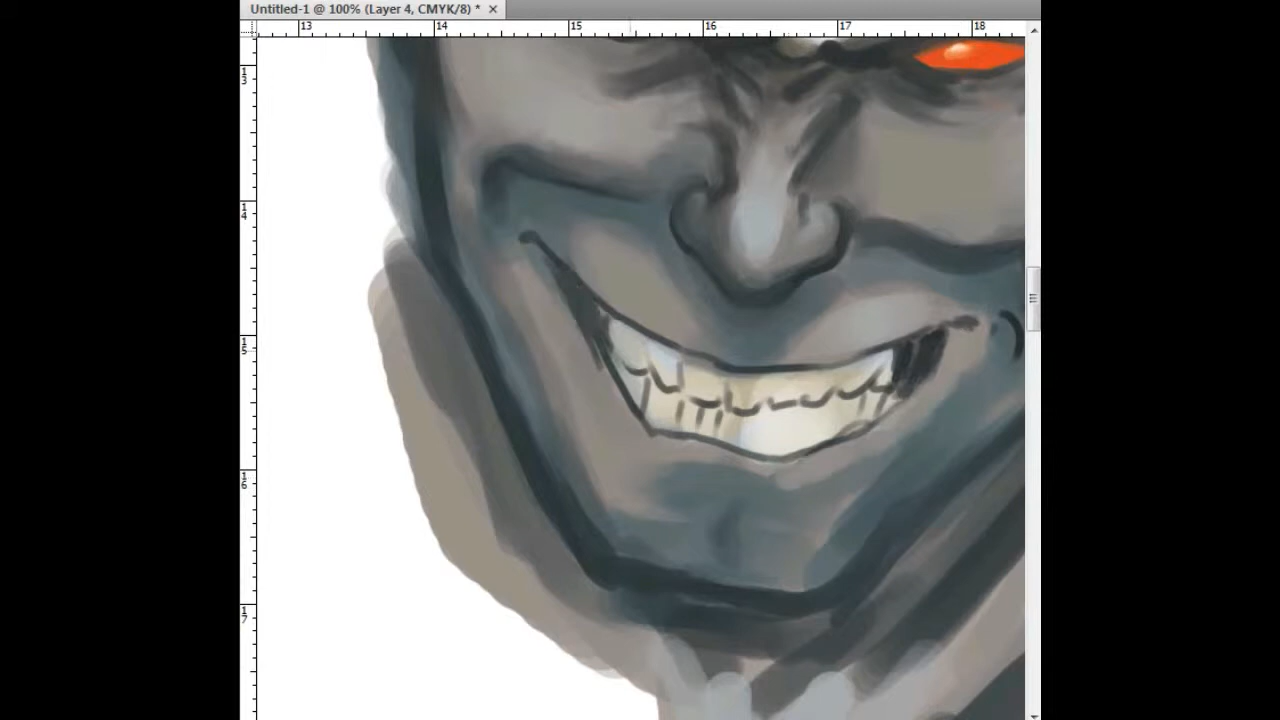 Untitled-1 @ 100% (Layer 4, CMYK/8) * ×
13 14 15 16 17 18
13
14
15
16
17